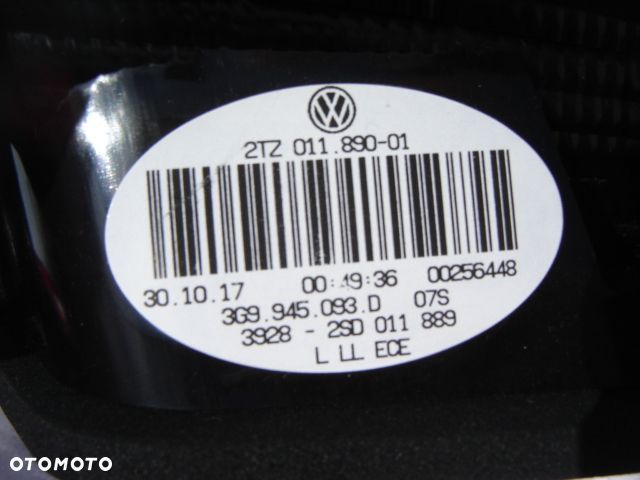 2TZ 011.890-01
30.10.17 00:49:36 00256448
3G9.945.093.D 07S
3928 - 2SD 011 889
L LL ECE
OTOMOTO